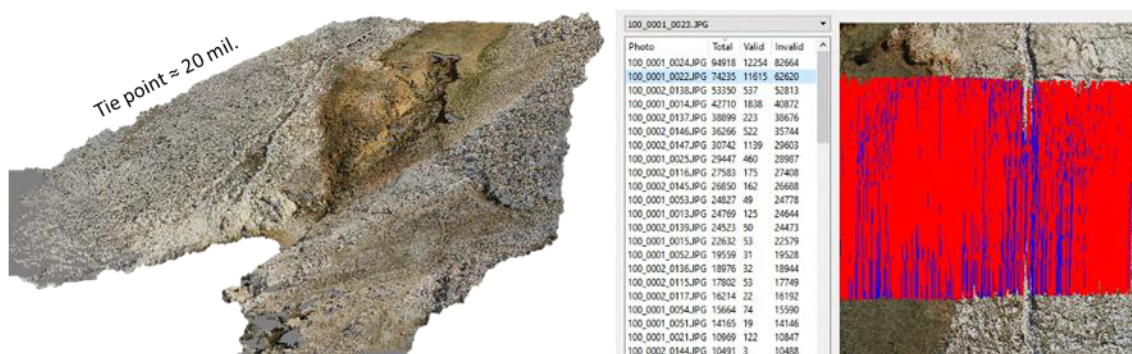 Tie point ≈ 20 mil.
100_0001_0023.JPG
Photo Total Valid Invalid
100_0001_0024.JPG 94918 12254 82664
100_0001_0022.JPG 74235 11615 62620
100_0002_0138.JPG 53350 537 52813
100_0001_0014.JPG 42710 1838 40872
100_0002_0137.JPG 38899 223 38676
100_0002_0146.JPG 36266 522 35744
100_0002_0147.JPG 30742 1139 29603
100_0001_0025.JPG 29447 460 28987
100_0002_0116.JPG 27583 175 27408
100_0002_0145.JPG 26850 162 26688
100_0001_0053.JPG 24827 49 24778
100_0001_0013.JPG 24769 125 24644
100_0002_0139.JPG 24523 50 24473
100_0001_0015.JPG 22632 53 22579
100_0001_0052.JPG 19559 31 19528
100_0002_0136.JPG 18976 32 18944
100_0002_0115.JPG 17802 53 17749
100_0002_0117.JPG 16214 22 16192
100_0001_0054.JPG 15664 74 15590
100_0001_0051.JPG 14165 19 14146
100_0001_0021.JPG 10969 122 10847
100_0002_0144.JPG 10491 3 10488